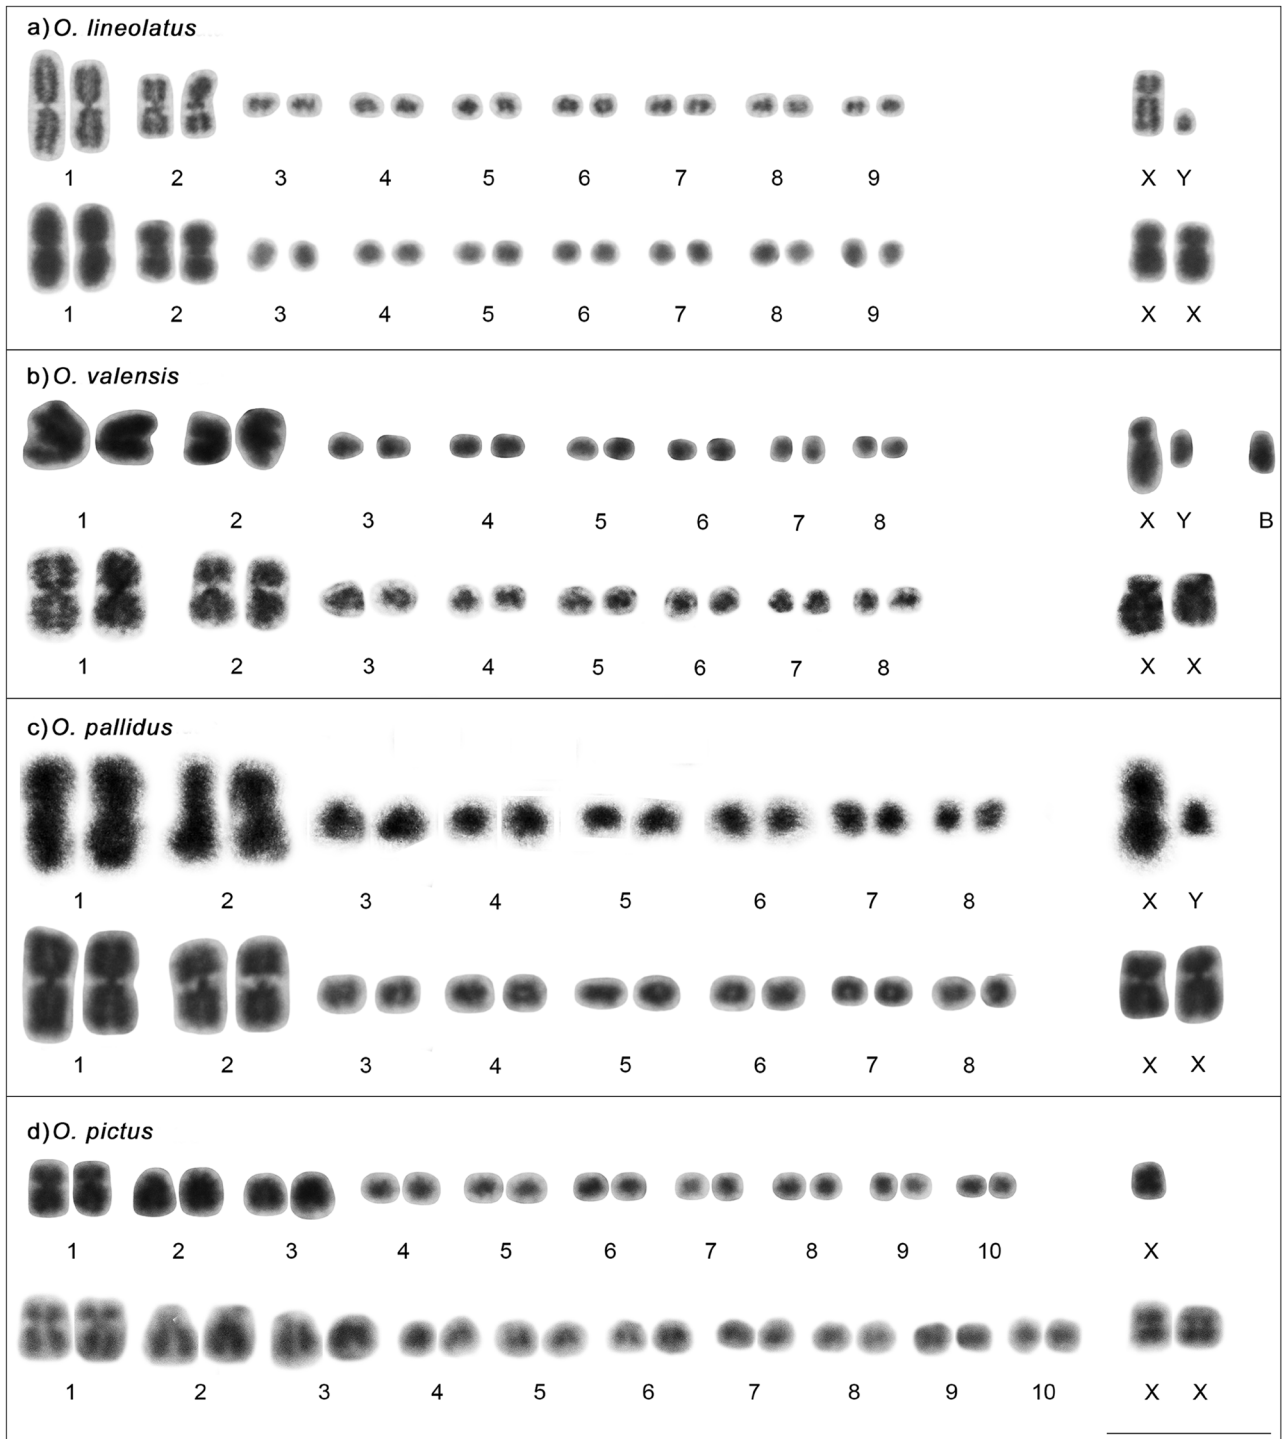 a) O. lineolatus
1 2 3 4 5 6 7 8 9 X Y
1 2 3 4 5 6 7 8 9 X X
b) O. valensis
1 2 3 4 5 6 7 8 X Y B
1 2 3 4 5 6 7 8 X X
c) O. pallidus
1 2 3 4 5 6 7 8 X Y
1 2 3 4 5 6 7 8 X X
d) O. pictus
1 2 3 4 5 6 7 8 9 10 X
1 2 3 4 5 6 7 8 9 10 X X